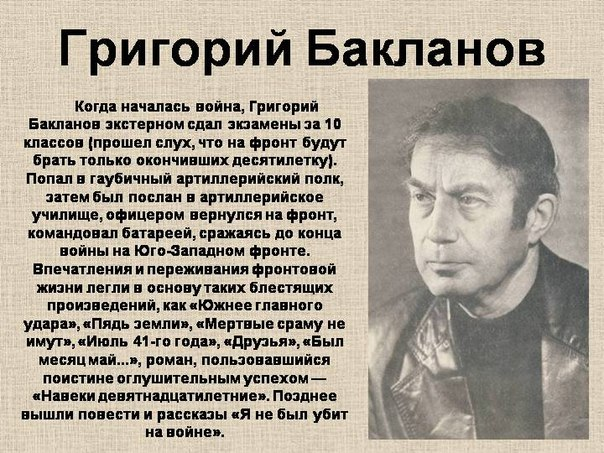 Григорий Бакланов
Когда началась война, Григорий
Бакланов экстерном сдал экзамены за 10
классов (прошел слух, что на фронт будут
брать только окончивших десятилетку).
Попал в гаубичный артиллерийский полк,
затем был послан в артиллерийское
училище, офицером вернулся на фронт,
командовал батареей, сражаясь до конца
войны на Юго-Западном фронте.
Впечатления и переживания фронтовой
жизни легли в основу таких блестящих
произведений, как «Южнее главного
удара», «Пядь земли», «Мертвые сраму не
имут», «Июль 41-го года», «Друзья», «Был
месяц май...», роман, пользовавшийся
поистине оглушительным успехом —
«Навеки девятнадцатилетние». Позднее
вышли повести и рассказы «Я не был убит
на войне».